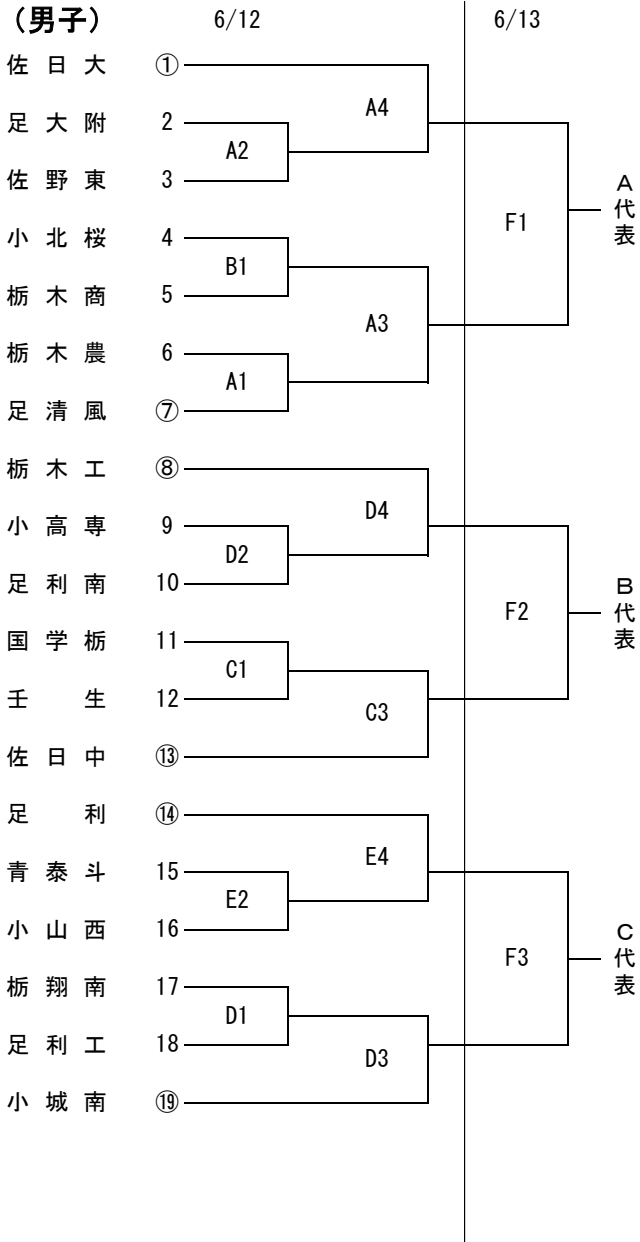 （男子） 6/12 6/13
佐日大 ①
A4
足大附 2
A2
佐野東 3
A代表
F1
小北桜 4
B1
栃木商 5
A3
栃木農 6
A1
足清風 ⑦
栃木工 ⑧
D4
小高専 9
D2
足利南 10
B代表
F2
国学栃 11
C1
壬生 12
C3
佐日中 ⑬
足利 ⑭
E4
青泰斗 15
E2
小山西 16
C代表
F3
栃翔南 17
D1
足利工 18
D3
小城南 ⑲